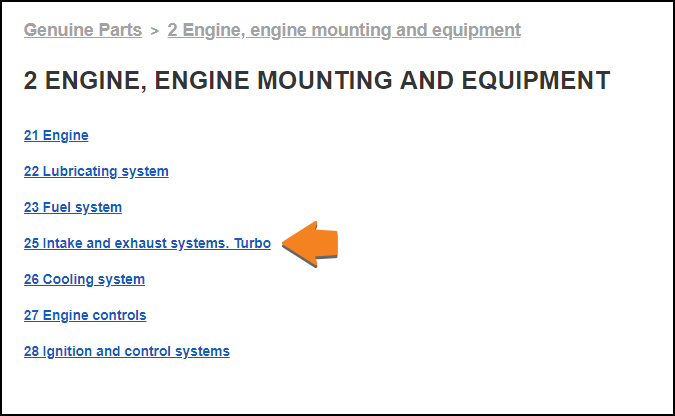 Genuine Parts > 2 Engine, engine mounting and equipment
2 ENGINE, ENGINE MOUNTING AND EQUIPMENT
21 Engine
22 Lubricating system
23 Fuel system
25 Intake and exhaust systems. Turbo
26 Cooling system
27 Engine controls
28 Ignition and control systems